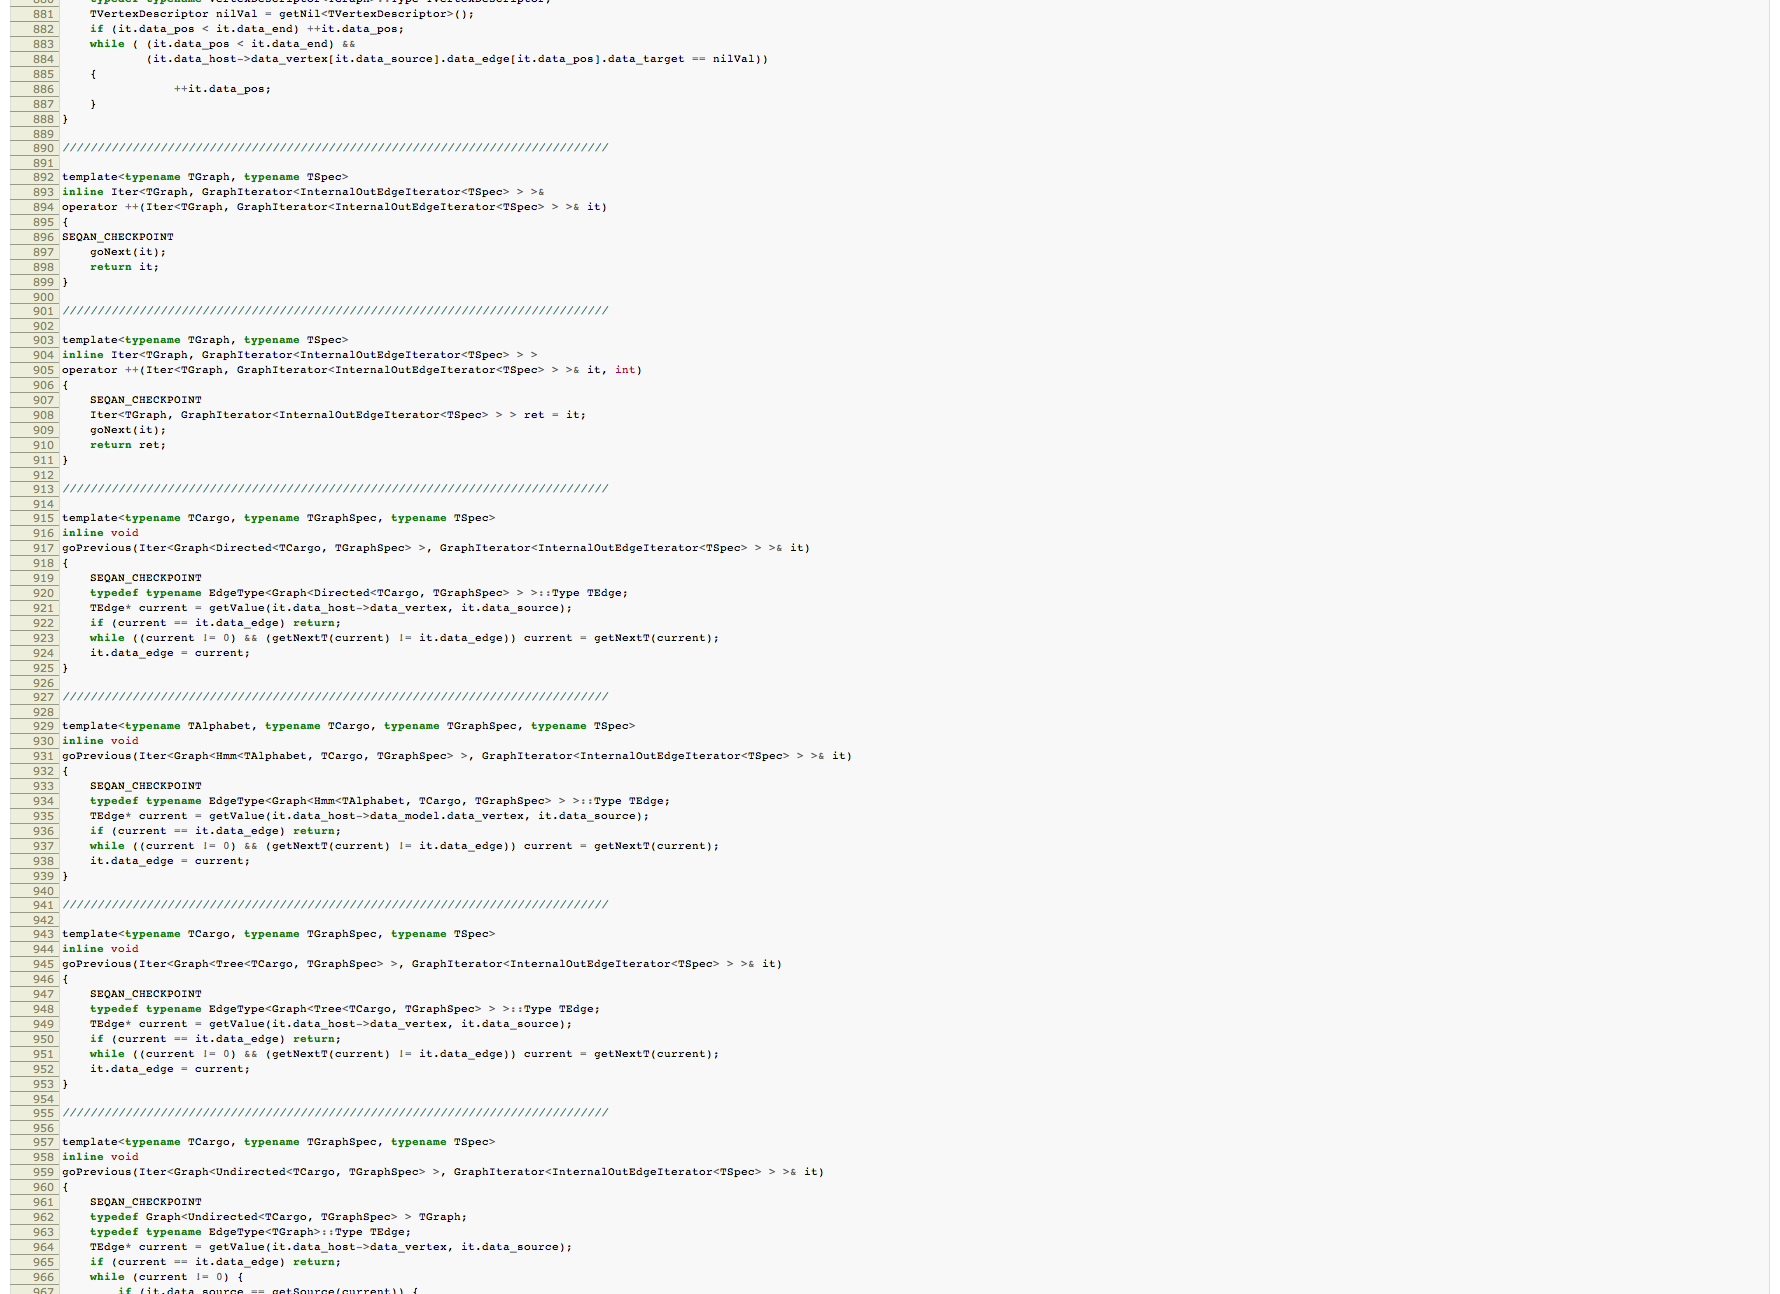 880     typedef typename VertexDescriptor<TGraph>::Type TVertexDescriptor;
881     TVertexDescriptor nilVal = getNil<TVertexDescriptor>();
882     if (it.data_pos < it.data_end) ++it.data_pos;
883     while ( (it.data_pos < it.data_end) &&
884             (it.data_host->data_vertex[it.data_source].data_edge[it.data_pos].data_target == nilVal))
885     {
886                 ++it.data_pos;
887     }
888 }
889
890 //////////////////////////////////////////////////////////////////////////////
891
892 template<typename TGraph, typename TSpec>
893 inline Iter<TGraph, GraphIterator<InternalOutEdgeIterator<TSpec> > >&
894 operator ++(Iter<TGraph, GraphIterator<InternalOutEdgeIterator<TSpec> > >& it)
895 {
896 SEQAN_CHECKPOINT
897     goNext(it);
898     return it;
899 }
900
901 //////////////////////////////////////////////////////////////////////////////
902
903 template<typename TGraph, typename TSpec>
904 inline Iter<TGraph, GraphIterator<InternalOutEdgeIterator<TSpec> > >
905 operator ++(Iter<TGraph, GraphIterator<InternalOutEdgeIterator<TSpec> > >& it, int)
906 {
907     SEQAN_CHECKPOINT
908     Iter<TGraph, GraphIterator<InternalOutEdgeIterator<TSpec> > > ret = it;
909     goNext(it);
910     return ret;
911 }
912
913 //////////////////////////////////////////////////////////////////////////////
914
915 template<typename TCargo, typename TGraphSpec, typename TSpec>
916 inline void
917 goPrevious(Iter<Graph<Directed<TCargo, TGraphSpec> >, GraphIterator<InternalOutEdgeIterator<TSpec> > >& it)
918 {
919     SEQAN_CHECKPOINT
920     typedef typename EdgeType<Graph<Directed<TCargo, TGraphSpec> > >::Type TEdge;
921     TEdge* current = getValue(it.data_host->data_vertex, it.data_source);
922     if (current == it.data_edge) return;
923     while ((current != 0) && (getNextT(current) != it.data_edge)) current = getNextT(current);
924     it.data_edge = current;
925 }
926
927 //////////////////////////////////////////////////////////////////////////////
928
929 template<typename TAlphabet, typename TCargo, typename TGraphSpec, typename TSpec>
930 inline void
931 goPrevious(Iter<Graph<Hmm<TAlphabet, TCargo, TGraphSpec> >, GraphIterator<InternalOutEdgeIterator<TSpec> > >& it)
932 {
933     SEQAN_CHECKPOINT
934     typedef typename EdgeType<Graph<Hmm<TAlphabet, TCargo, TGraphSpec> > >::Type TEdge;
935     TEdge* current = getValue(it.data_host->data_model.data_vertex, it.data_source);
936     if (current == it.data_edge) return;
937     while ((current != 0) && (getNextT(current) != it.data_edge)) current = getNextT(current);
938     it.data_edge = current;
939 }
940
941 //////////////////////////////////////////////////////////////////////////////
942
943 template<typename TCargo, typename TGraphSpec, typename TSpec>
944 inline void
945 goPrevious(Iter<Graph<Tree<TCargo, TGraphSpec> >, GraphIterator<InternalOutEdgeIterator<TSpec> > >& it)
946 {
947     SEQAN_CHECKPOINT
948     typedef typename EdgeType<Graph<Tree<TCargo, TGraphSpec> > >::Type TEdge;
949     TEdge* current = getValue(it.data_host->data_vertex, it.data_source);
950     if (current == it.data_edge) return;
951     while ((current != 0) && (getNextT(current) != it.data_edge)) current = getNextT(current);
952     it.data_edge = current;
953 }
954
955 //////////////////////////////////////////////////////////////////////////////
956
957 template<typename TCargo, typename TGraphSpec, typename TSpec>
958 inline void
959 goPrevious(Iter<Graph<Undirected<TCargo, TGraphSpec> >, GraphIterator<InternalOutEdgeIterator<TSpec> > >& it)
960 {
961     SEQAN_CHECKPOINT
962     typedef Graph<Undirected<TCargo, TGraphSpec> > TGraph;
963     typedef typename EdgeType<TGraph>::Type TEdge;
964     TEdge* current = getValue(it.data_host->data_vertex, it.data_source);
965     if (current == it.data_edge) return;
966     while (current != 0) {
967         if (it.data_source == getSource(current)) {